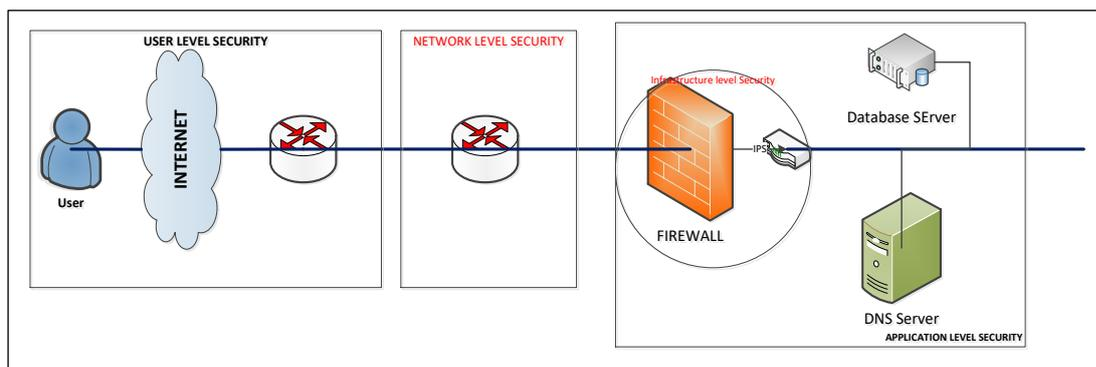 USER LEVEL SECURITY
INTERNET
User
NETWORK LEVEL SECURITY
Infrastructure level Security
IPS
FIREWALL
Database SErver
DNS Server
APPLICATION LEVEL SECURITY